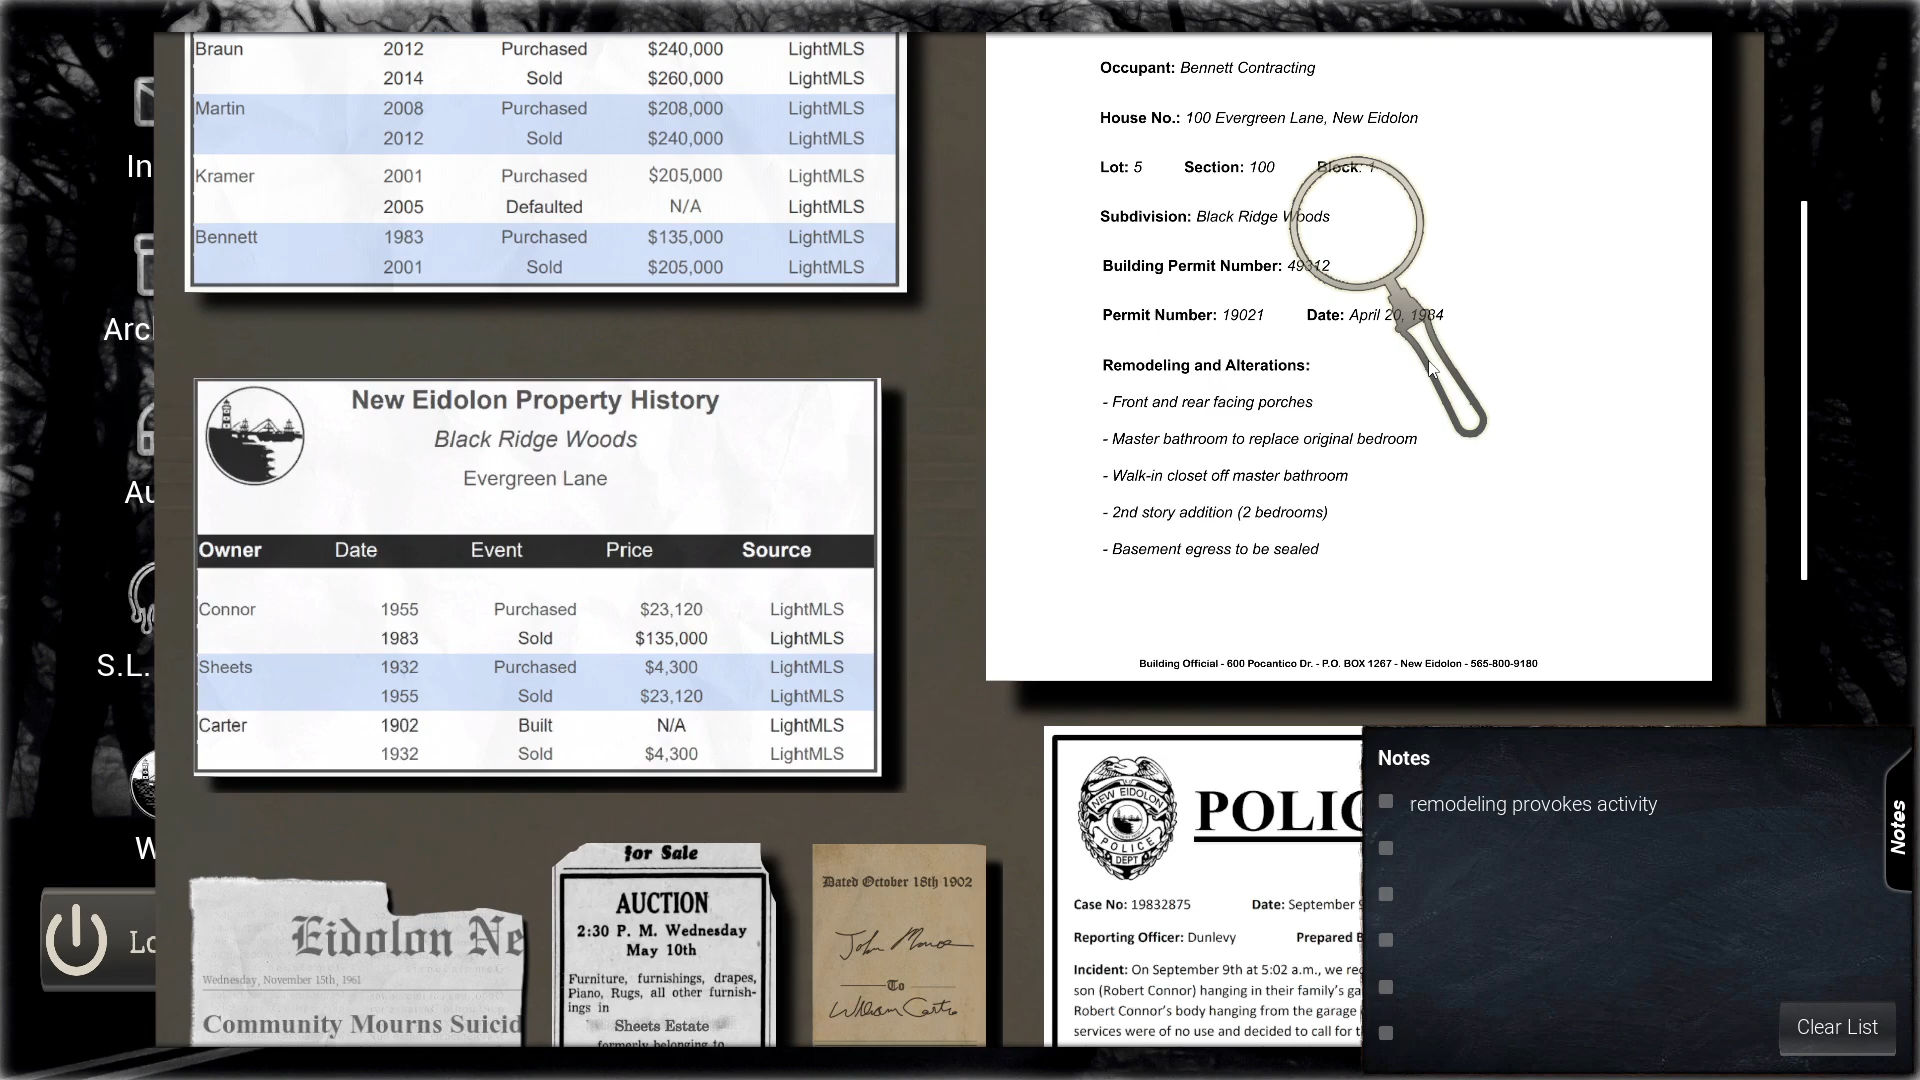 Braun 2012 Purchased $240,000 LightMLS
2014 Sold $260,000 LightMLS
Martin 2008 Purchased $208,000 LightMLS
2012 Sold $240,000 LightMLS
Kramer 2001 Purchased $205,000 LightMLS
2005 Defaulted N/A LightMLS
Bennett 1983 Purchased $135,000 LightMLS
2001 Sold $205,000 LightMLS
New Eidolon Property History
Black Ridge Woods
Evergreen Lane
Owner Date Event Price Source
Connor 1955 Purchased $23,120 LightMLS
1983 Sold $135,000 LightMLS
Sheets 1932 Purchased $4,300 LightMLS
1955 Sold $23,120 LightMLS
Carter 1902 Built N/A LightMLS
1932 Sold $4,300 LightMLS
Occupant: Bennett Contracting
House No.: 100 Evergreen Lane, New Eidolon
Lot: 5 Section: 100 Block: 1
Subdivision: Black Ridge Woods
Building Permit Number: 49312
Permit Number: 19021 Date: April 20, 1984
Remodeling and Alterations:
- Front and rear facing porches
- Master bathroom to replace original bedroom
- Walk-in closet off master bathroom
- 2nd story addition (2 bedrooms)
- Basement egress to be sealed
Building Official - 600 Pocantico Dr. - P.O. BOX 1267 - New Eidolon - 565-800-9180
Eidolon Ne
Wednesday, November 15th, 1961
Community Mourns Suicid
for Sale
AUCTION
2:30 P. M. Wednesday
May 10th
Furniture, furnishings, drapes,
Piano, Rugs, all other furnish-
ings in
Sheets Estate
formerly belonging to
Dated October 18th 1902
John
To
William Carter
NEW EIDOLON
POLICE
DEPT
POLIC
Case No: 19832875 Date: September 9
Reporting Officer: Dunlevy Prepared B
Incident: On September 9th at 5:02 a.m., we rec
son (Robert Connor) hanging in their family's ga
Robert Connor's body hanging from the garage
services were of no use and decided to call for t
Notes
remodeling provokes activity
Notes
Clear List
In
Arc
Au
S.L.
W
Lo